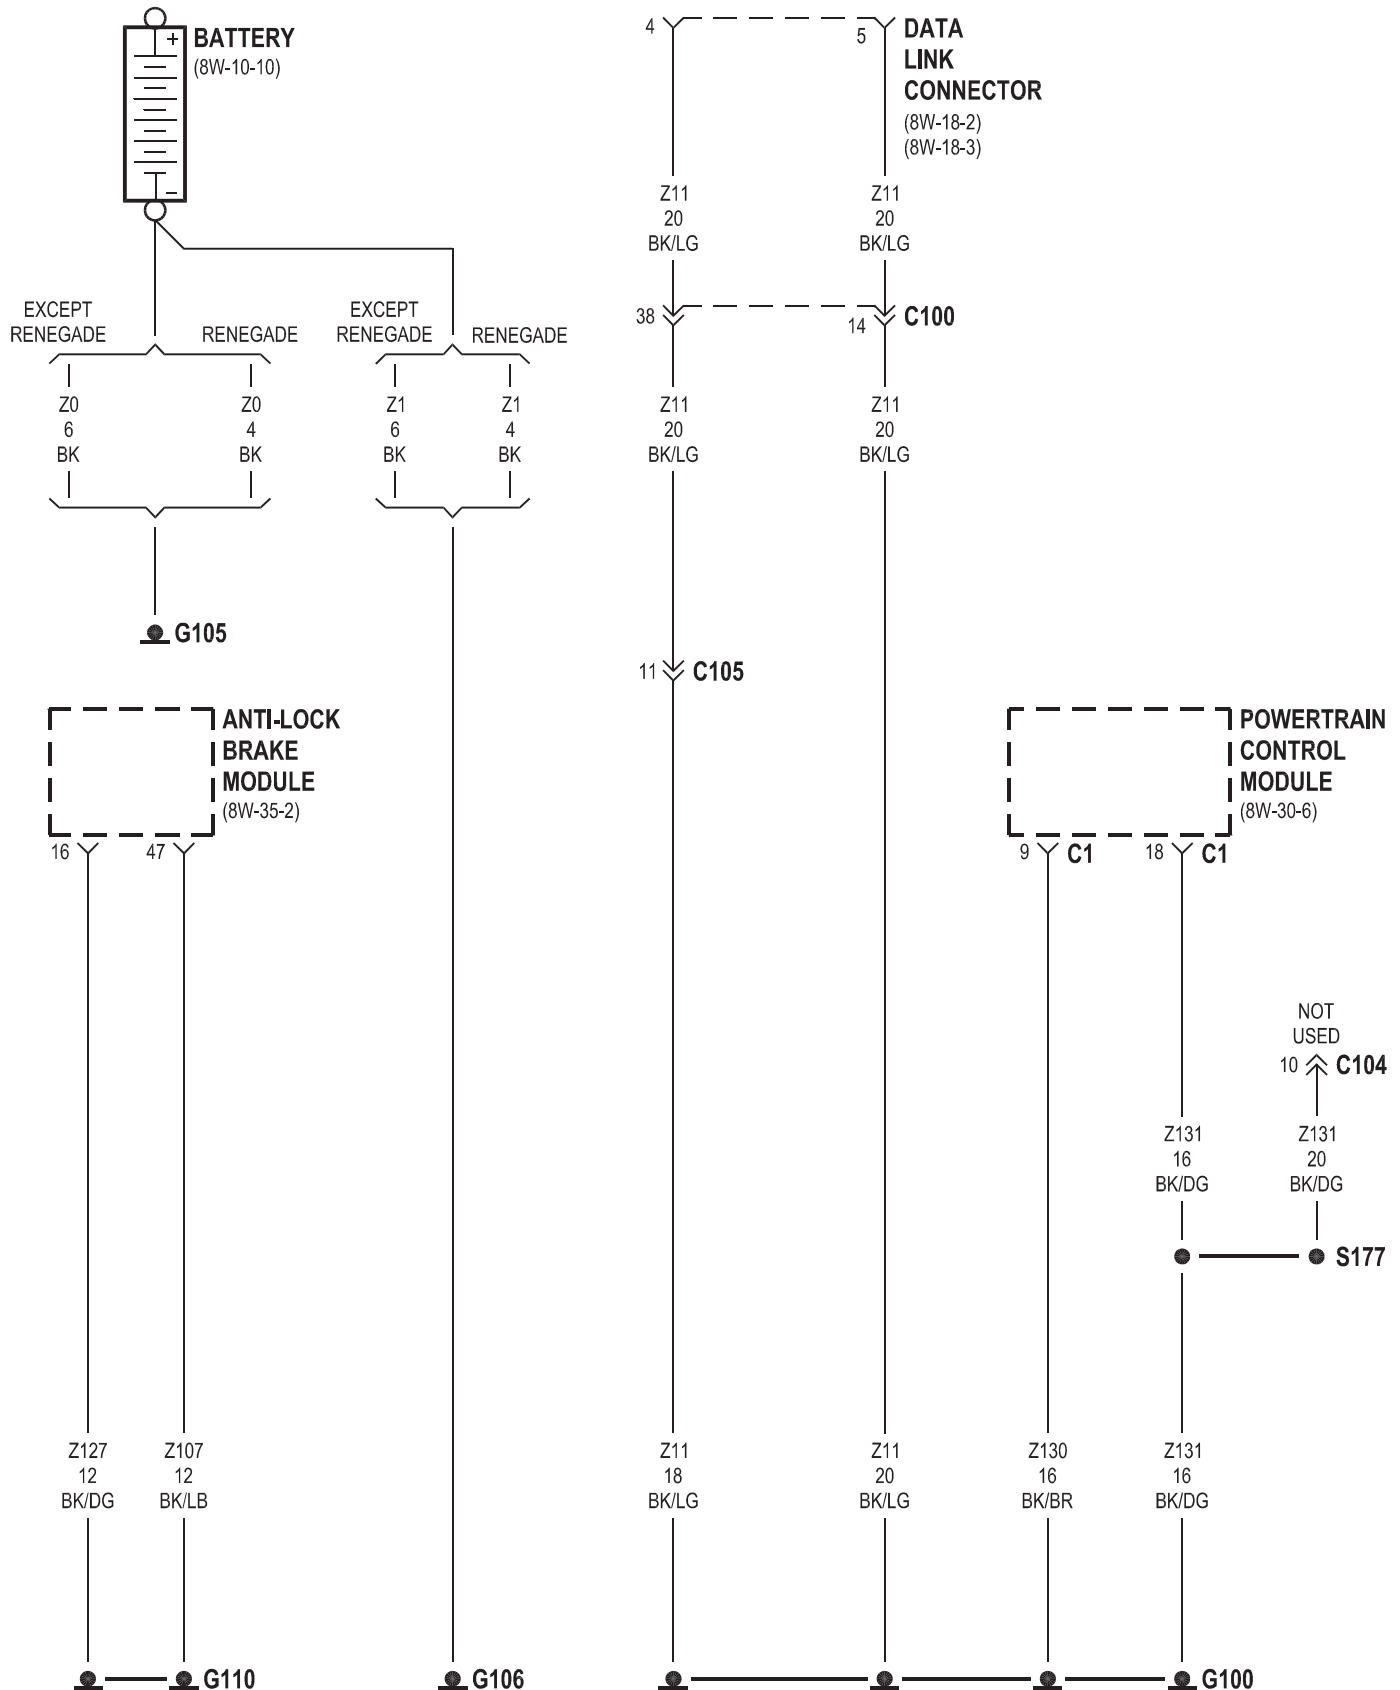 +
BATTERY
(8W-10-10)
-
EXCEPT
RENEGADE
RENEGADE
EXCEPT
RENEGADE
RENEGADE
Z0
6
BK
Z0
4
BK
Z1
6
BK
Z1
4
BK
G105
4
5
DATA
LINK
CONNECTOR
(8W-18-2)
(8W-18-3)
Z11
20
BK/LG
Z11
20
BK/LG
38
14
C100
Z11
20
BK/LG
Z11
20
BK/LG
11
C105
ANTI-LOCK
BRAKE
MODULE
(8W-35-2)
16
47
POWERTRAIN
CONTROL
MODULE
(8W-30-6)
9
C1
18
C1
NOT
USED
10
C104
Z131
16
BK/DG
Z131
20
BK/DG
S177
Z127
12
BK/DG
Z107
12
BK/LB
Z11
18
BK/LG
Z11
20
BK/LG
Z130
16
BK/BR
Z131
16
BK/DG
G110
G106
G100